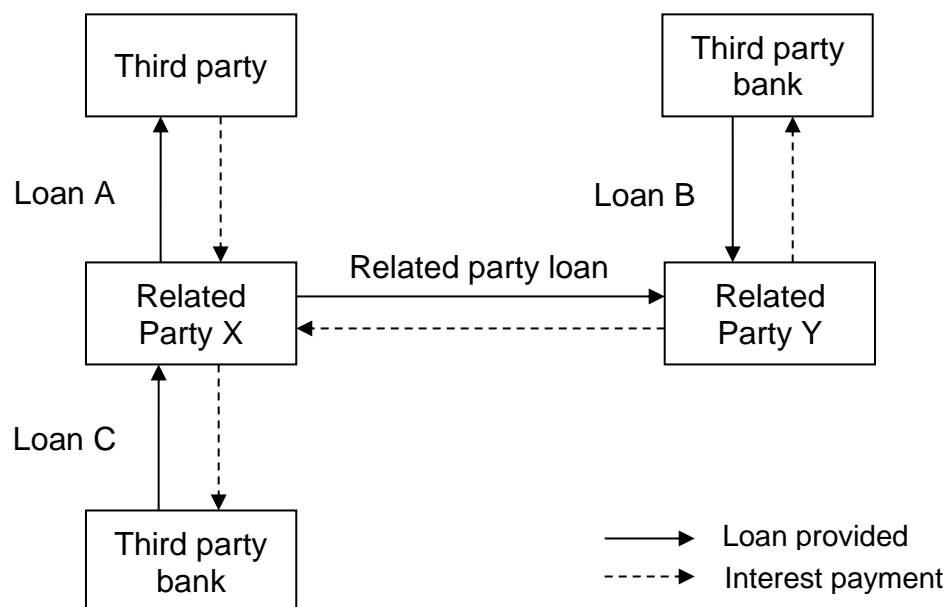 Third party
Third party
bank
Loan A
Loan B
Related party loan
Related
Party X
Related
Party Y
Loan C
Third party
bank
Loan provided
Interest payment